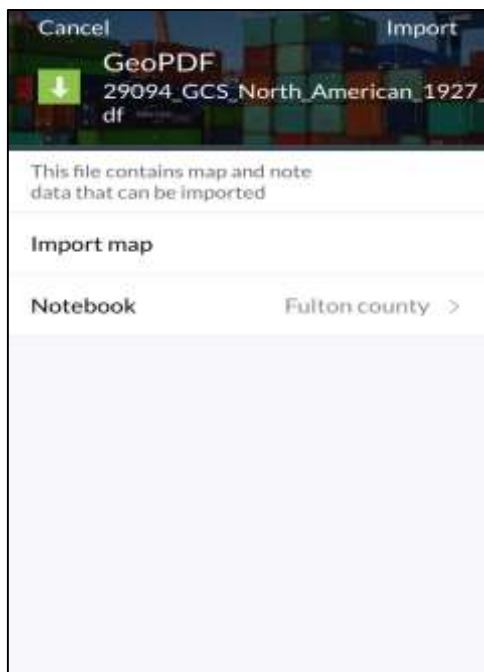 Cancel
Import
GeoPDF
29094_GCS_North_American_1927_
df
This file contains map and note
data that can be imported
Import map
Notebook
Fulton county >